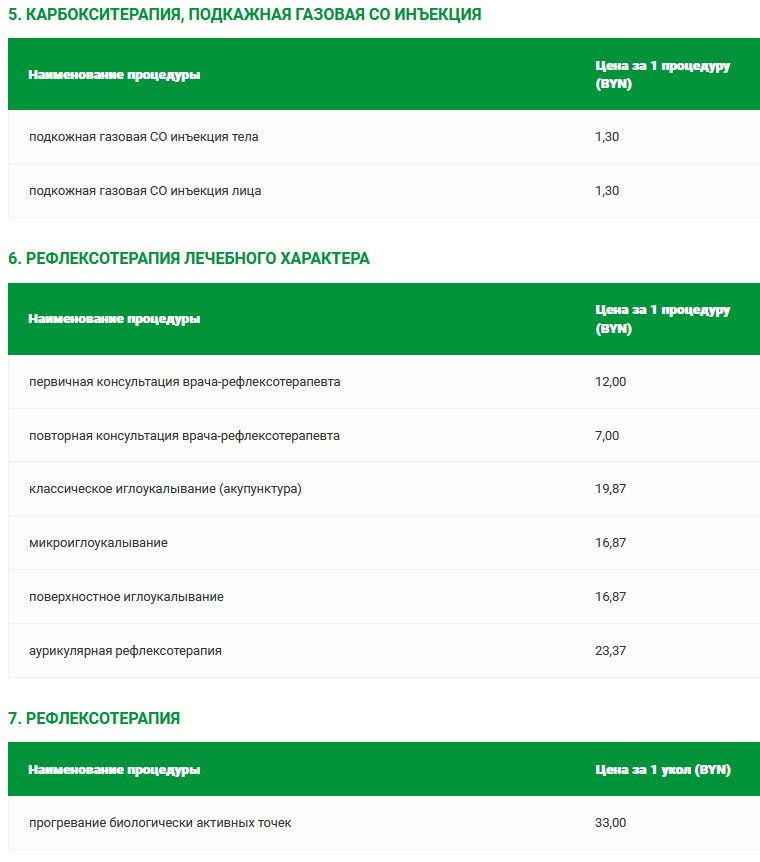 5. КАРБОКСИТЕРАПИЯ, ПОДКАЖНАЯ ГАЗОВАЯ СО ИНЪЕКЦИЯ
Наименование процедуры
Цена за 1 процедуру
(BYN)
подкожная газовая СО инъекция тела
1,30
подкожная газовая СО инъекция лица
1,30
6. РЕФЛЕКСОТЕРАПИЯ ЛЕЧЕБНОГО ХАРАКТЕРА
Наименование процедуры
Цена за 1 процедуру
(BYN)
первичная консультация врача-рефлексотерапевта
12,00
повторная консультация врача-рефлексотерапевта
7,00
классическое иглоукалывание (акупунктура)
19,87
микроиглоукалывание
16,87
поверхностное иглоукалывание
16,87
аурикулярная рефлексотерапия
23,37
7. РЕФЛЕКСОТЕРАПИЯ
Наименование процедуры
Цена за 1 укол (BYN)
прогревание биологически активных точек
33,00